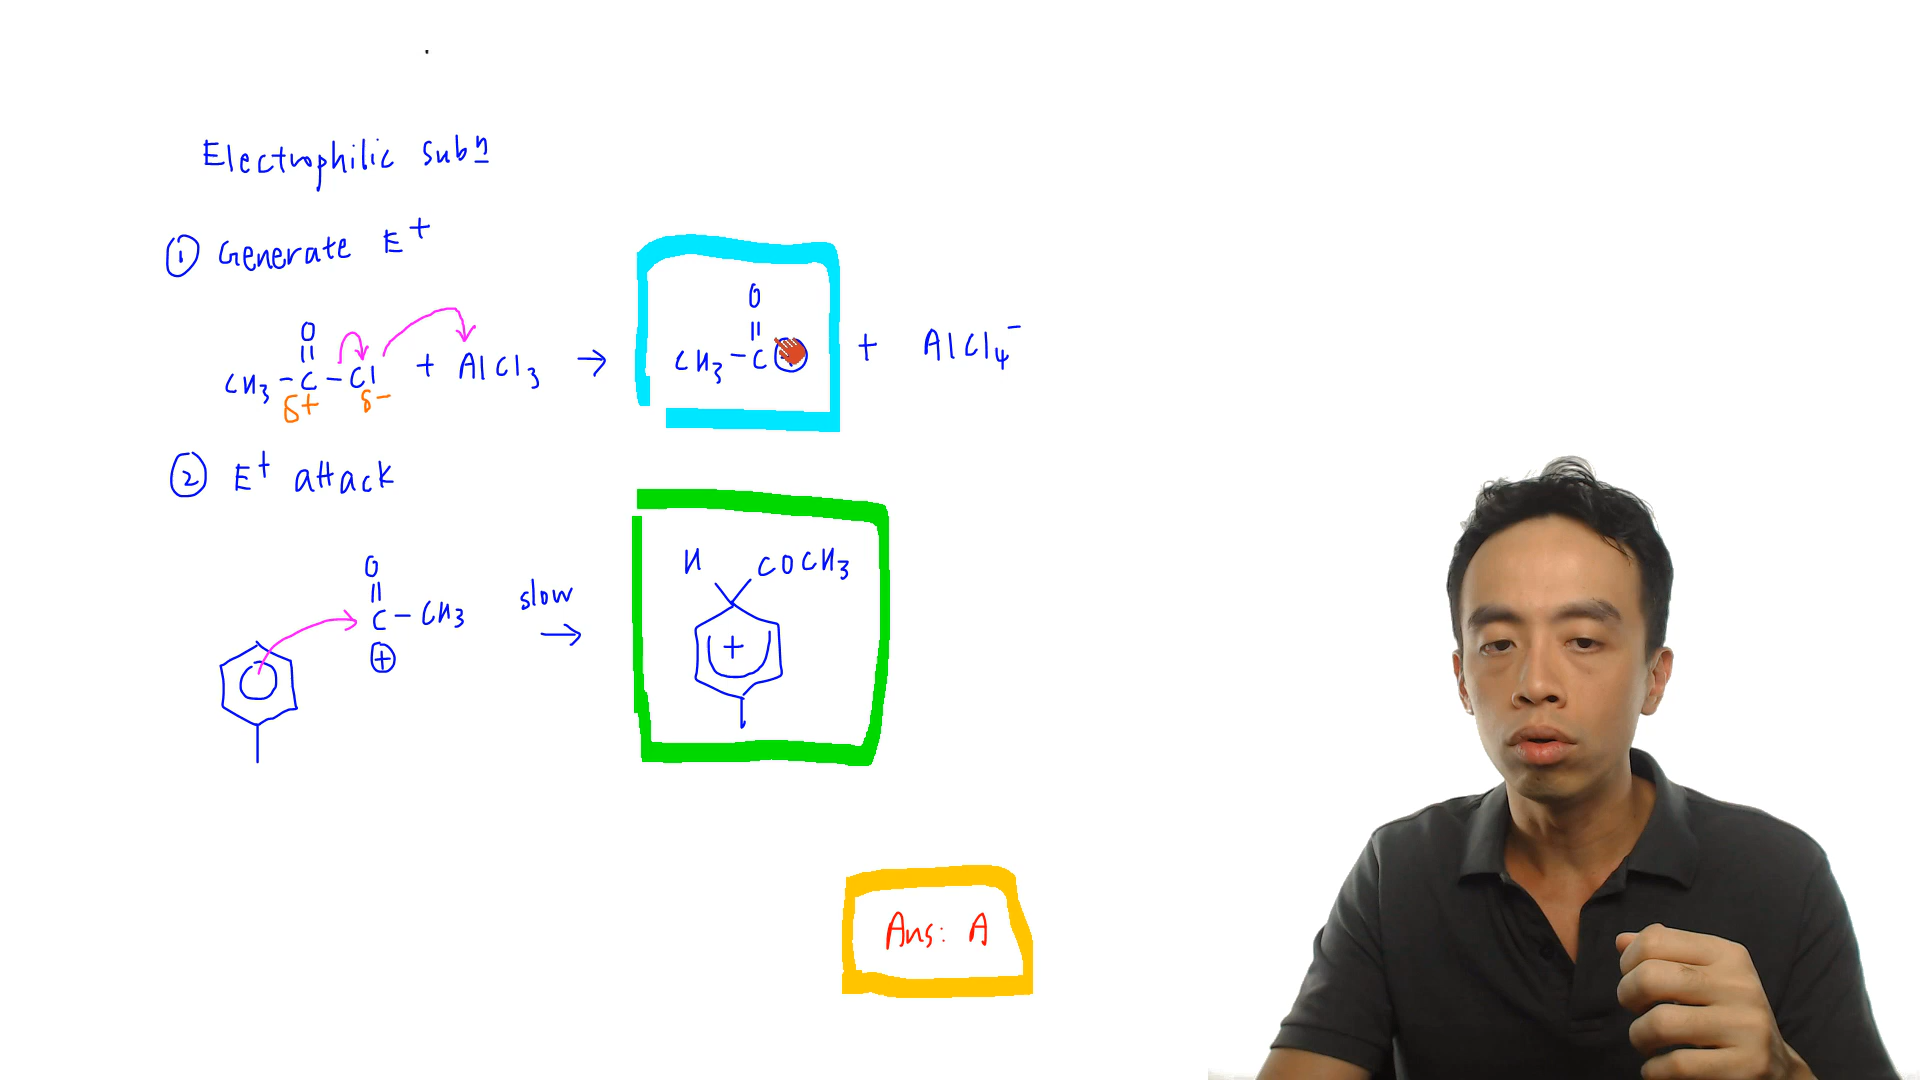 Electrophilic subn
① Generate E+
O
||
CH3 - C - Cl + AlCl3 →
δ+ δ-
O
||
CH3 - C + AlCl4-
② E+ attack
O
||
C - CH3
+
slow
→
H COCH3
+
Ans: A